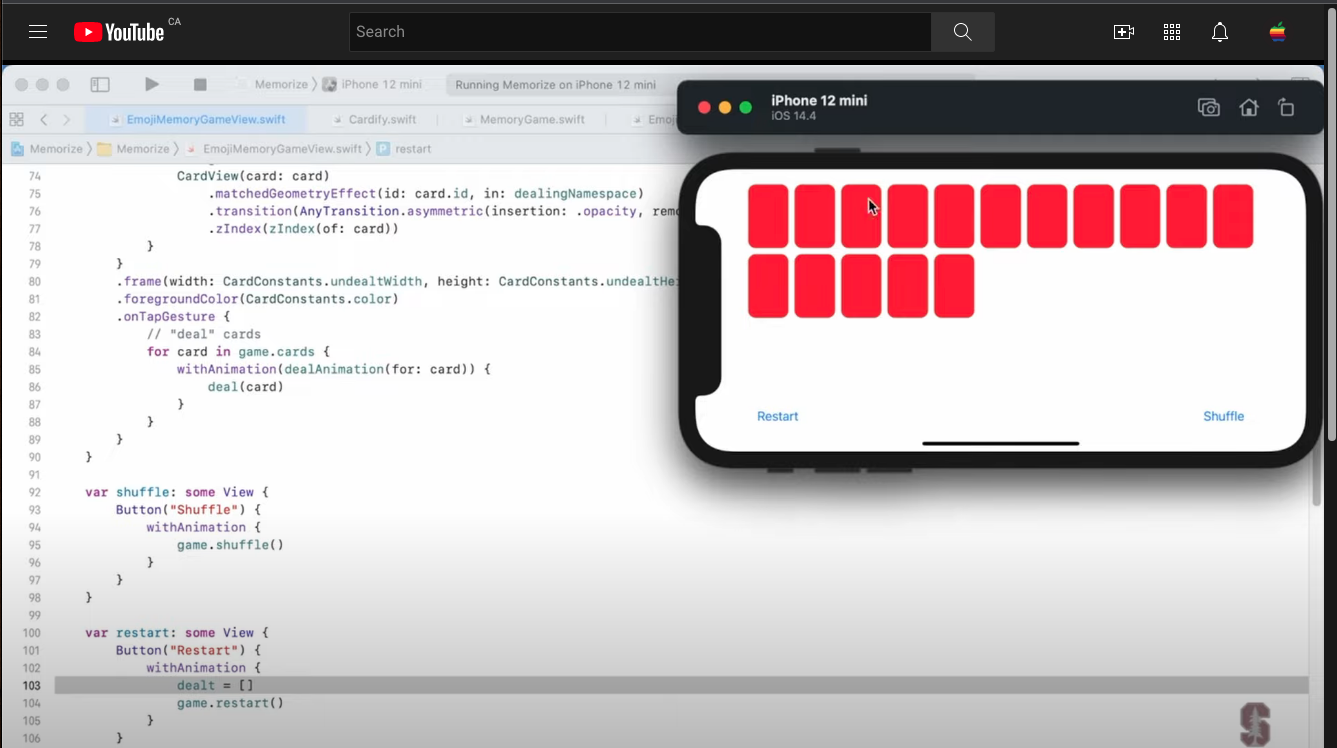 YouTube CA
Search
Memorize 〉 iPhone 12 mini
Running Memorize on iPhone 12 mini
EmojiMemoryGameView.swift
Cardify.swift
MemoryGame.swift
Emoji
Memorize 〉 Memorize 〉 EmojiMemoryGameView.swift 〉 P restart
iPhone 12 mini
iOS 14.4
74 CardView(card: card)
75 .matchedGeometryEffect(id: card.id, in: dealingNamespace)
76 .transition(AnyTransition.asymmetric(insertion: .opacity, remo
77 .zIndex(zIndex(of: card))
78 }
79 }
80 .frame(width: CardConstants.undealtWidth, height: CardConstants.undealtHei
81 .foregroundColor(CardConstants.color)
82 .onTapGesture {
83 // "deal" cards
84 for card in game.cards {
85 withAnimation(dealAnimation(for: card)) {
86 deal(card)
87 }
88 }
89 }
90 }
91
92 var shuffle: some View {
93 Button("Shuffle") {
94 withAnimation {
95 game.shuffle()
96 }
97 }
98 }
99
100 var restart: some View {
101 Button("Restart") {
102 withAnimation {
103 dealt = []
104 game.restart()
105 }
106 }
Restart
Shuffle
S